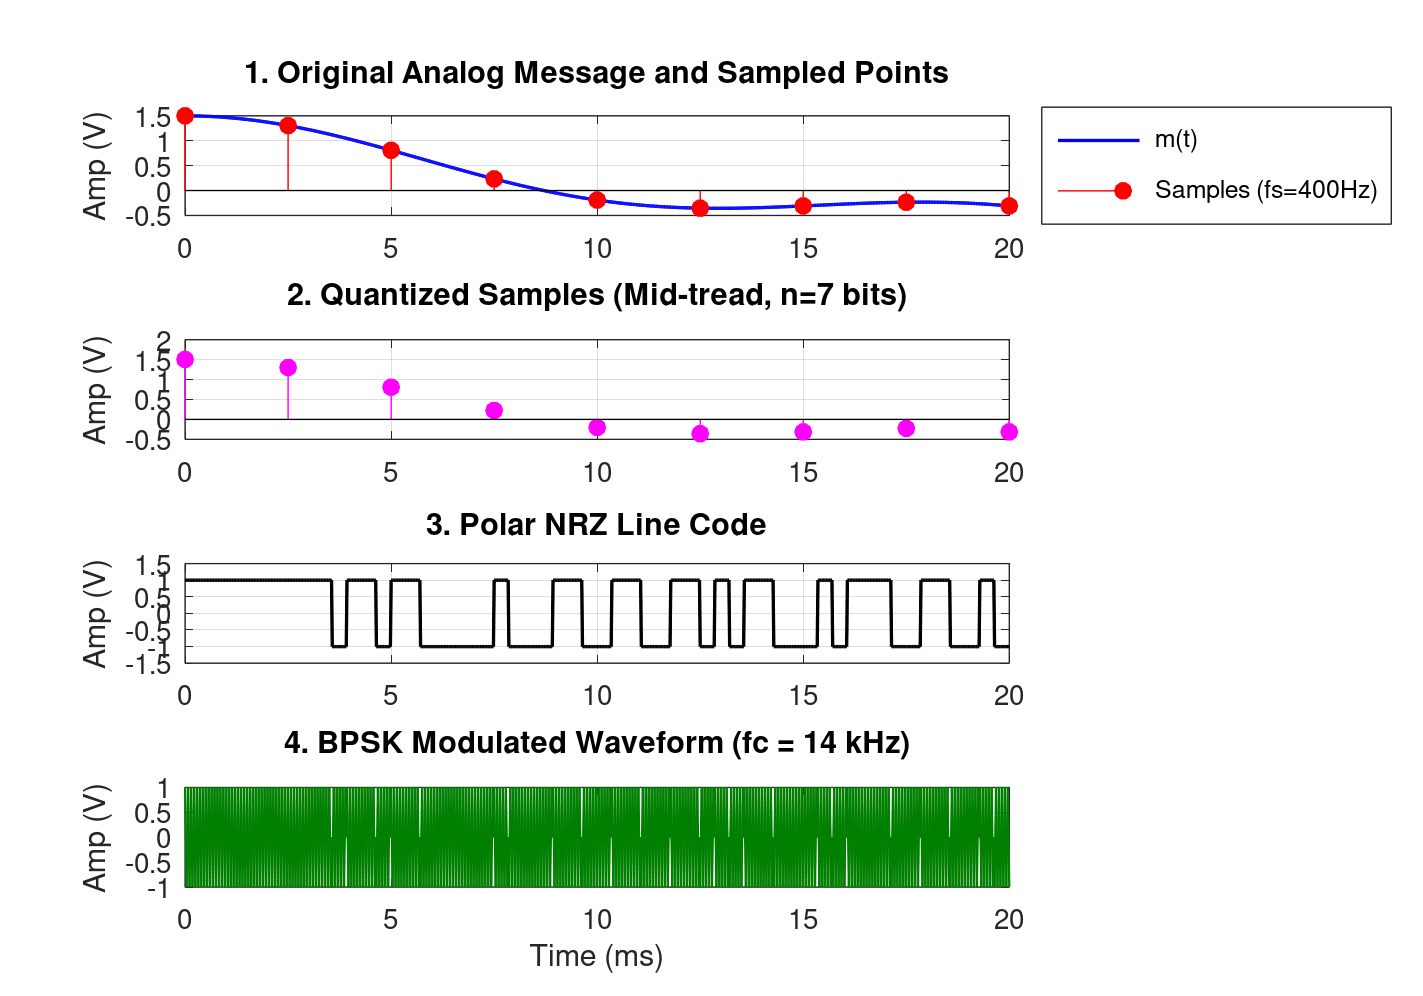 1. Original Analog Message and Sampled Points
Amp (V)
1.5
1
0.5
0
-0.5
0 5 10 15 20
m(t)
Samples (fs=400Hz)
2. Quantized Samples (Mid-tread, n=7 bits)
Amp (V)
2
1.5
1
0.5
0
-0.5
0 5 10 15 20
3. Polar NRZ Line Code
Amp (V)
1.5
1
0.5
0
-0.5
-1
-1.5
0 5 10 15 20
4. BPSK Modulated Waveform (fc = 14 kHz)
Amp (V)
1
0.5
0
-0.5
-1
0 5 10 15 20
Time (ms)